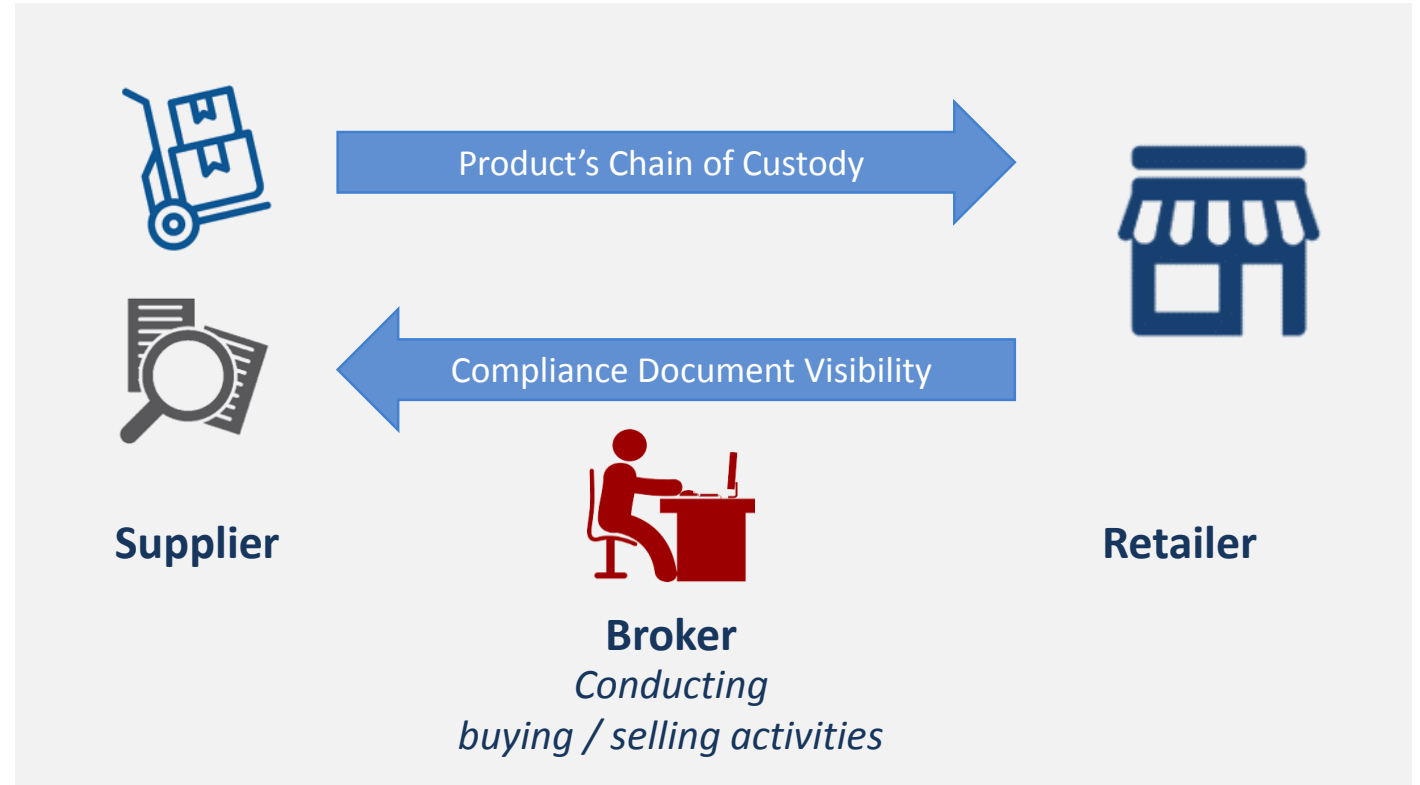 Product’s Chain of Custody
Compliance Document Visibility
Supplier
Retailer
Broker
Conducting
buying / selling activities